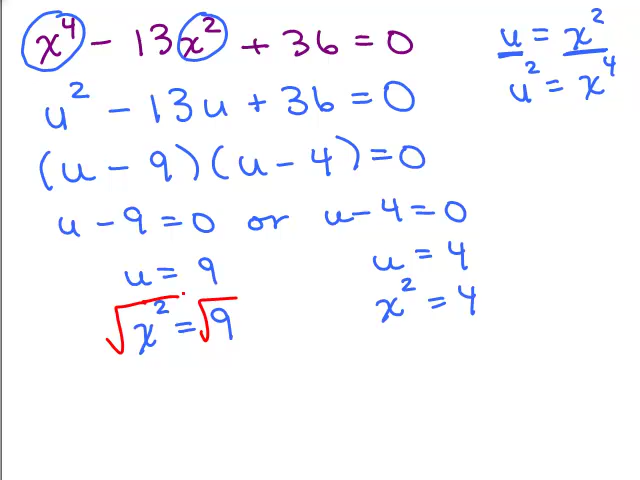 x⁴ - 13x² + 36 = 0
u = x²
u² = x⁴
u² - 13u + 36 = 0
(u - 9)(u - 4) = 0
u - 9 = 0 or u - 4 = 0
u = 9
u = 4
√x² = √9
x² = 4